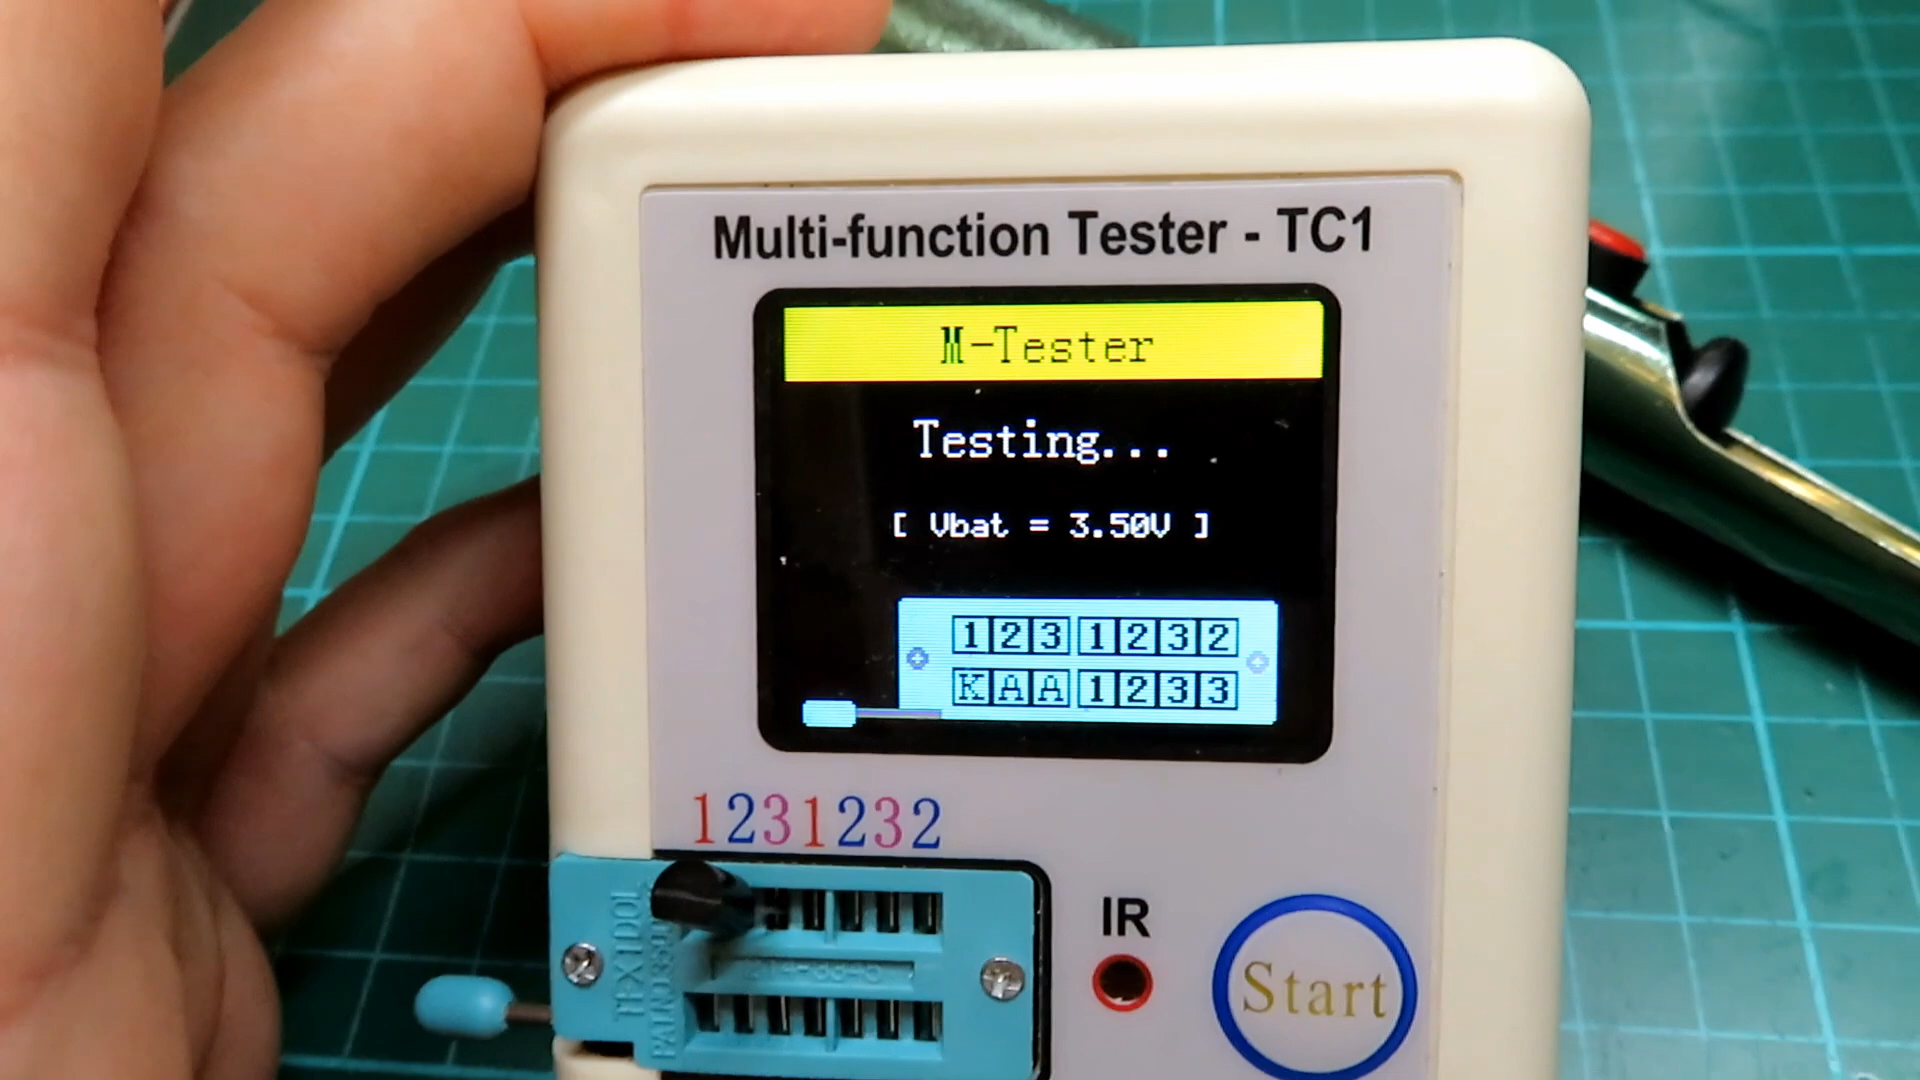 Multi-function Tester - TC1
M-Tester
Testing...
[ Vbat = 3.50V ]
1231232
KAA1233
1231232
IR
Start